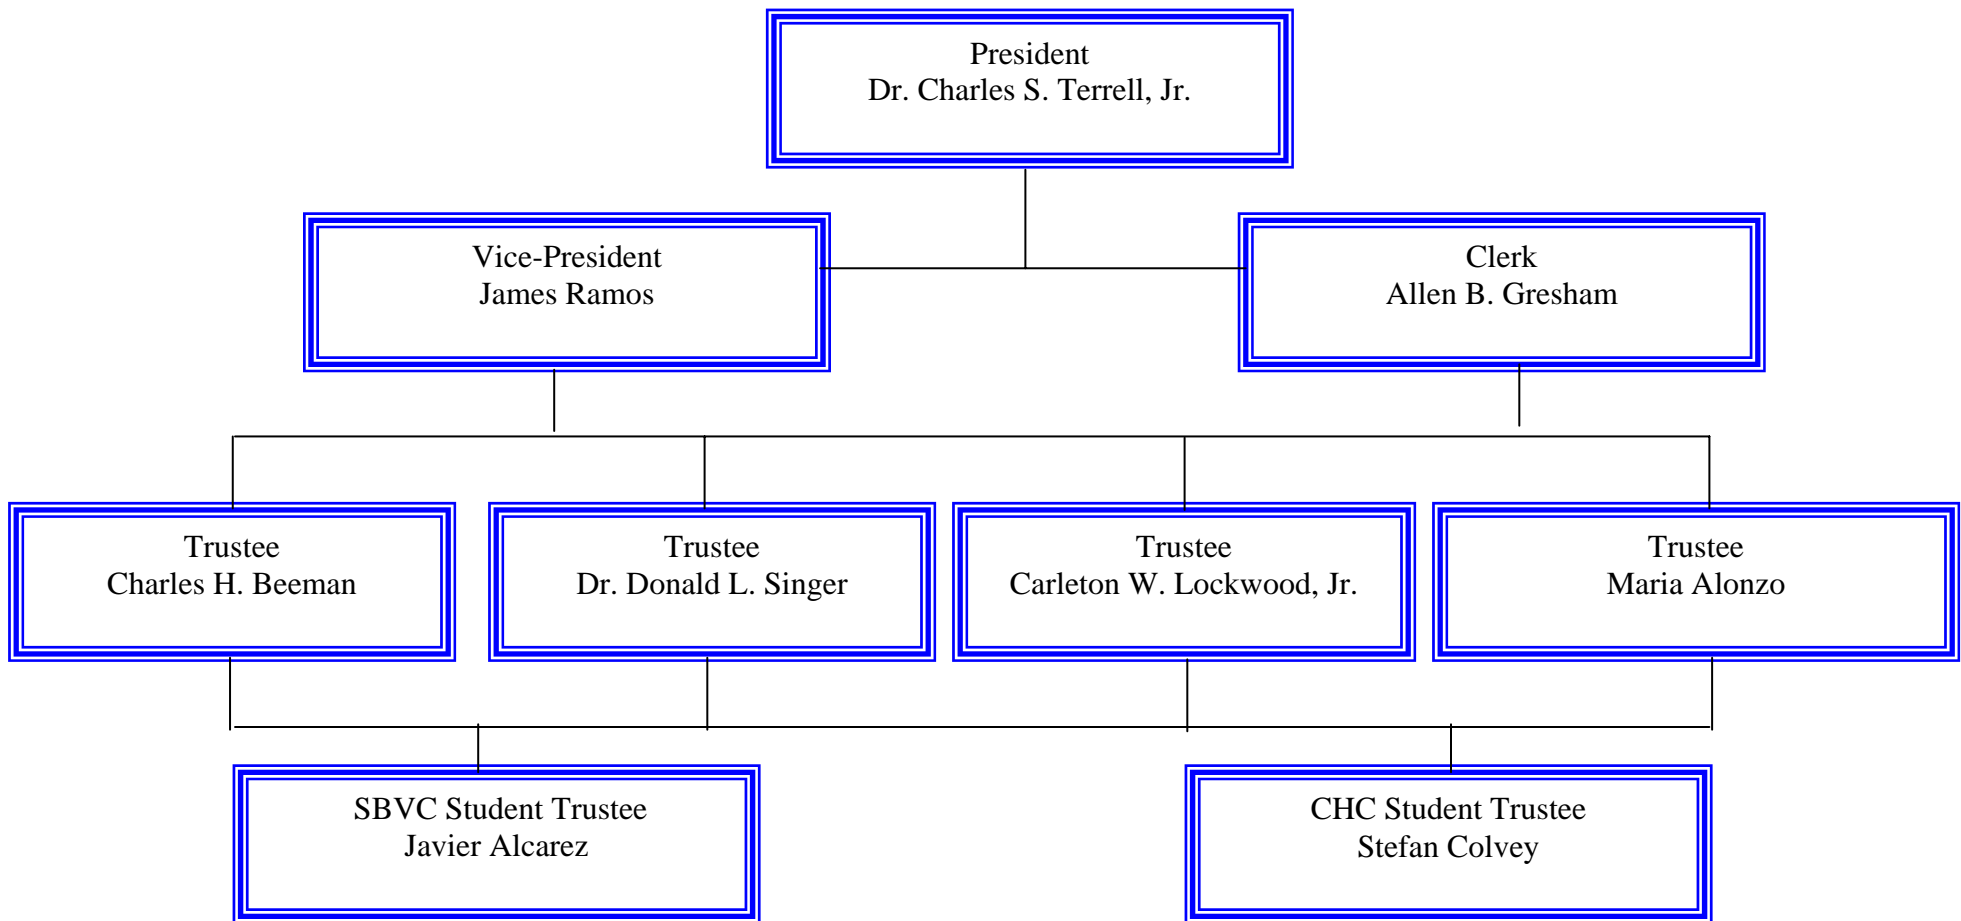 President
Dr. Charles S. Terrell, Jr.
Vice-President
James Ramos
Clerk
Allen B. Gresham
Trustee
Charles H. Beeman
Trustee
Dr. Donald L. Singer
Trustee
Carleton W. Lockwood, Jr.
Trustee
Maria Alonzo
SBVC Student Trustee
Javier Alcarez
CHC Student Trustee
Stefan Colvey